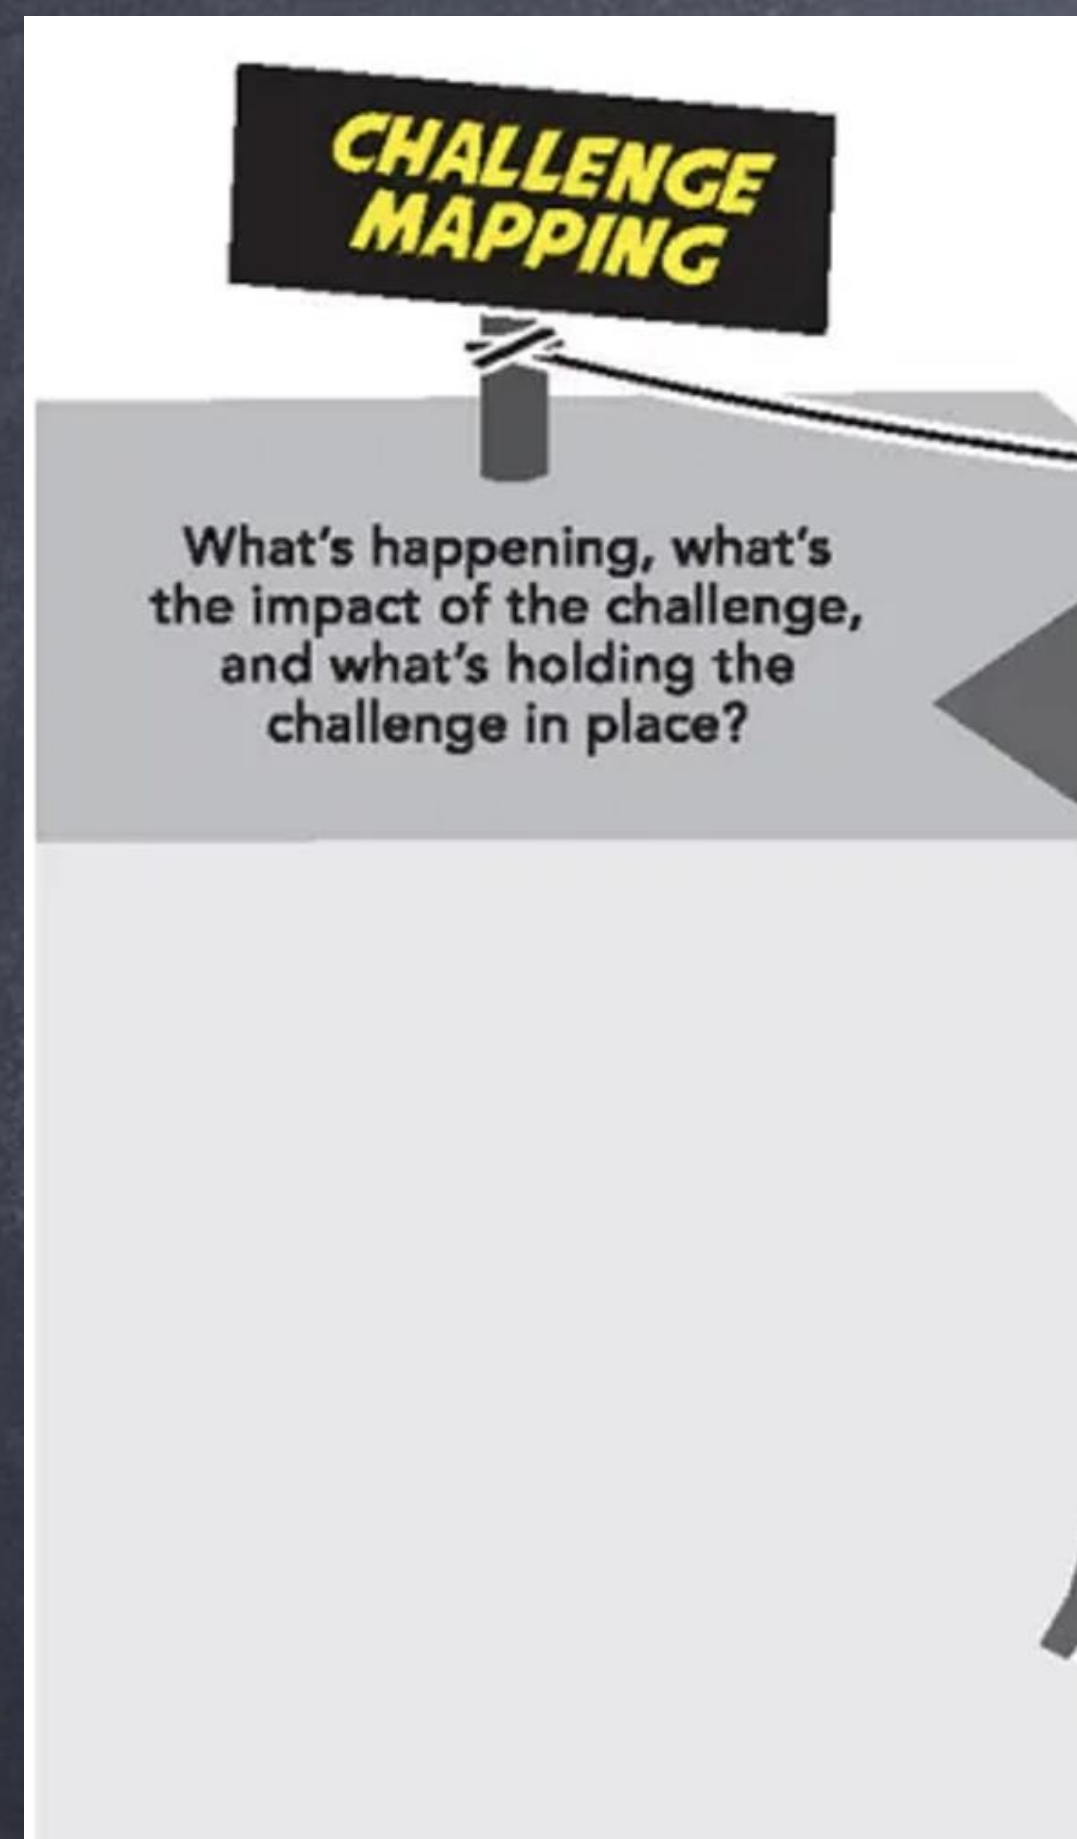 CHALLENGE
MAPPING
What's happening, what's
the impact of the challenge,
and what's holding the
challenge in place?